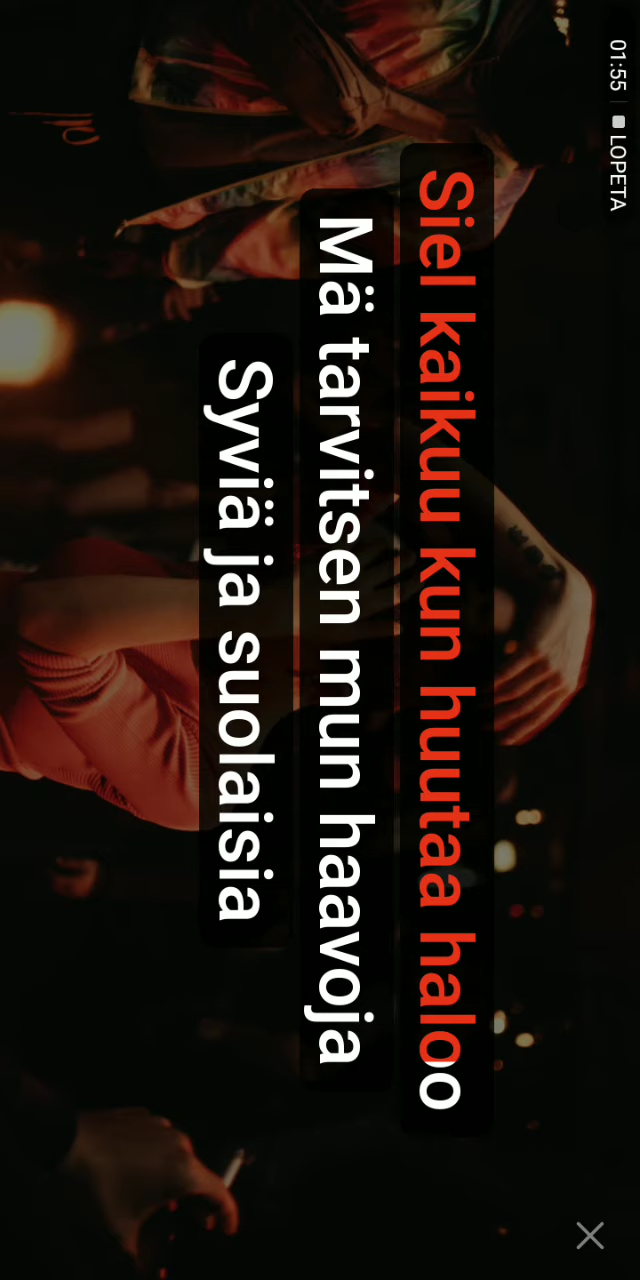 01:55 LOPETA
Siel kaikuu kun huutaa haloo
Mä tarvitsen mun haavoja
Syviä ja suolaisia